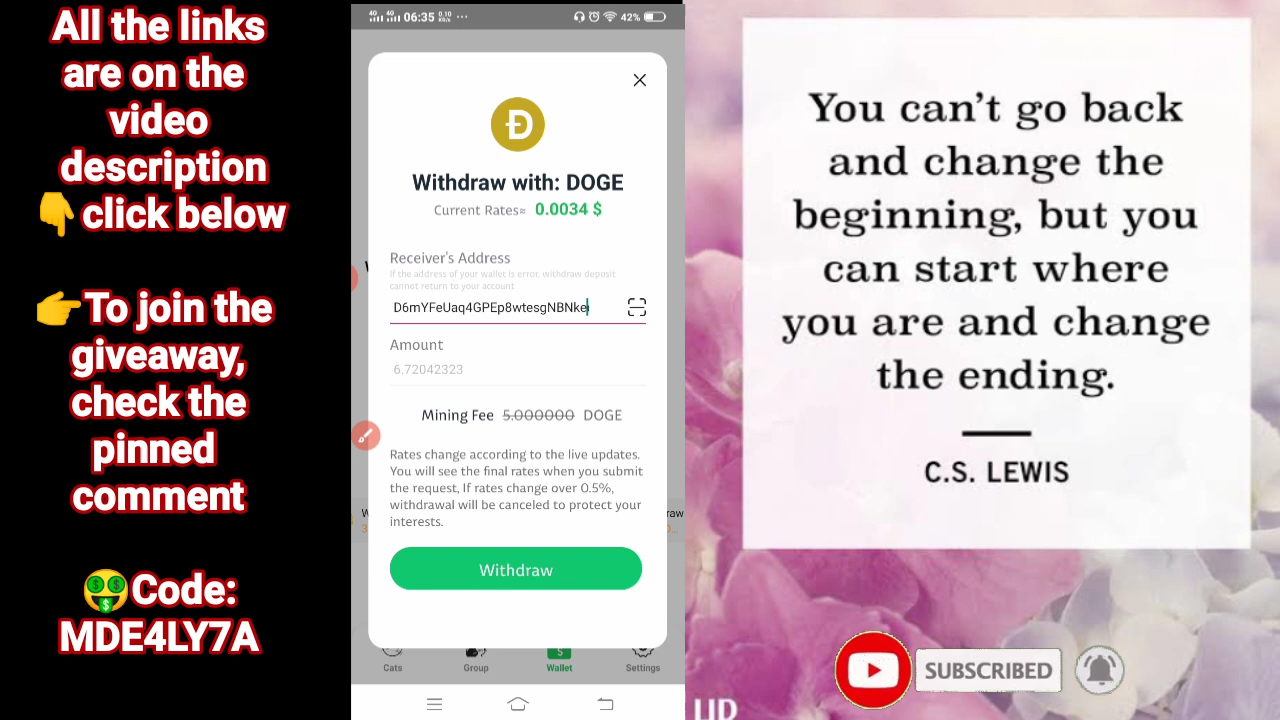 All the links
are on the
video
description
👇click below
👉To join the
giveaway,
check the
pinned
comment
🤑Code:
MDE4LY7A
4G 4G 06:35 0.10 KB/s ... 42%
Withdraw with: DOGE
Current Rates≈ 0.0034 $
Receiver's Address
If the address of your wallet is error, withdraw deposit
cannot return to your account
D6mYFeUaq4GPEp8wtesgNBNke
Amount
6.72042323
Mining Fee 5.000000 DOGE
Rates change according to the live updates.
You will see the final rates when you submit
the request, If rates change over 0.5%,
withdrawal will be canceled to protect your
interests.
Withdraw
Cats Group Wallet Settings
You can't go back
and change the
beginning, but you
can start where
you are and change
the ending.
C.S. LEWIS
SUBSCRIBED